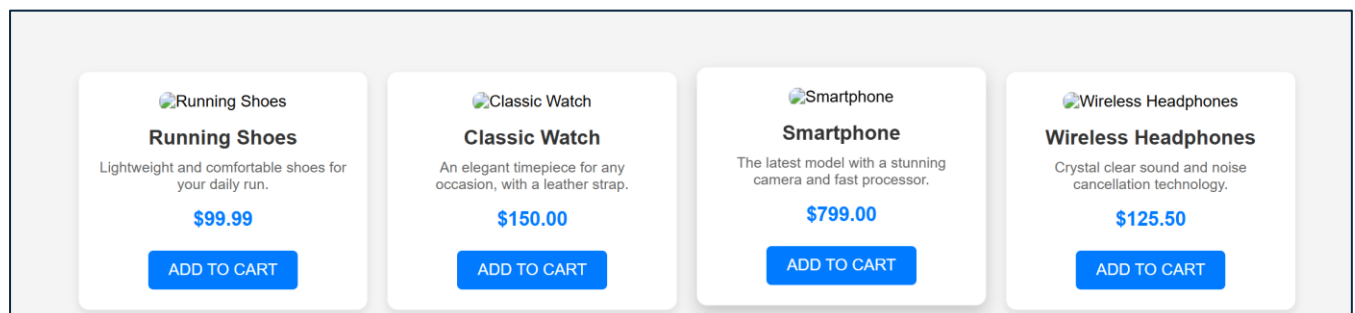 Running Shoes
Running Shoes
Lightweight and comfortable shoes for
your daily run.
$99.99
ADD TO CART
Classic Watch
Classic Watch
An elegant timepiece for any
occasion, with a leather strap.
$150.00
ADD TO CART
Smartphone
Smartphone
The latest model with a stunning
camera and fast processor.
$799.00
ADD TO CART
Wireless Headphones
Wireless Headphones
Crystal clear sound and noise
cancellation technology.
$125.50
ADD TO CART